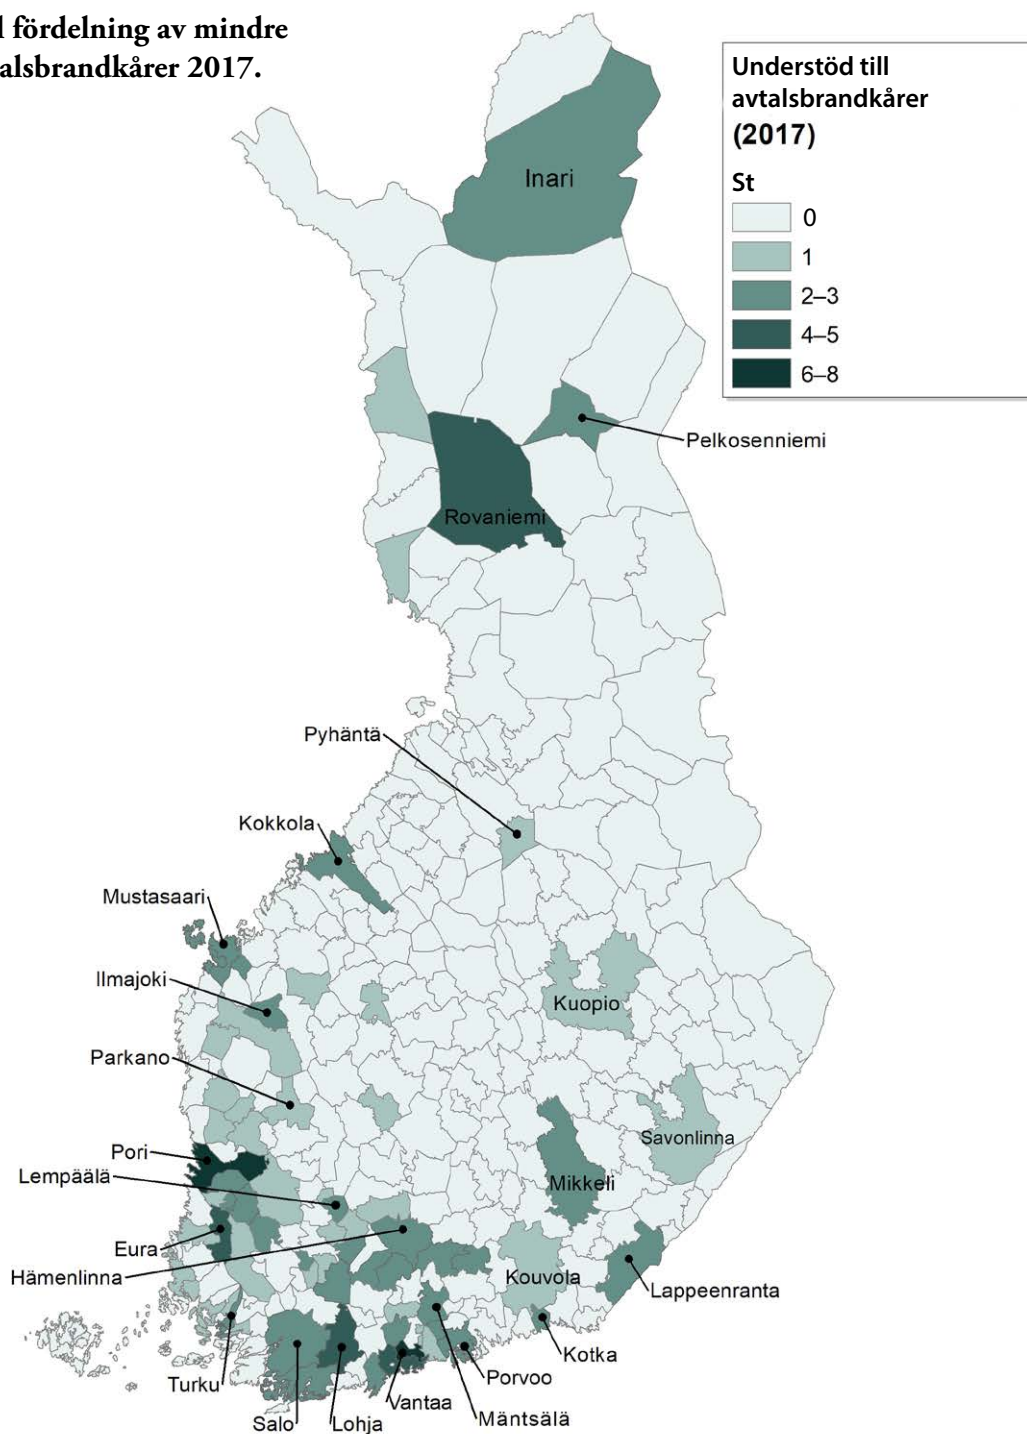 fördelning av mindre
talsbrandkårer 2017.
Understöd till
avtalsbrandkårer
(2017)
St
0
1
2–3
4–5
6–8
Inari
Pelkosenniemi
Rovaniemi
Pyhäntä
Kokkola
Mustasaari
Ilmajoki
Kuopio
Parkano
Savonlinna
Pori
Lempäälä
Mikkeli
Eura
Hämenlinna
Kouvola
Lappeenranta
Kotka
Turku
Porvoo
Vantaa
Mäntsälä
Salo
Lohja